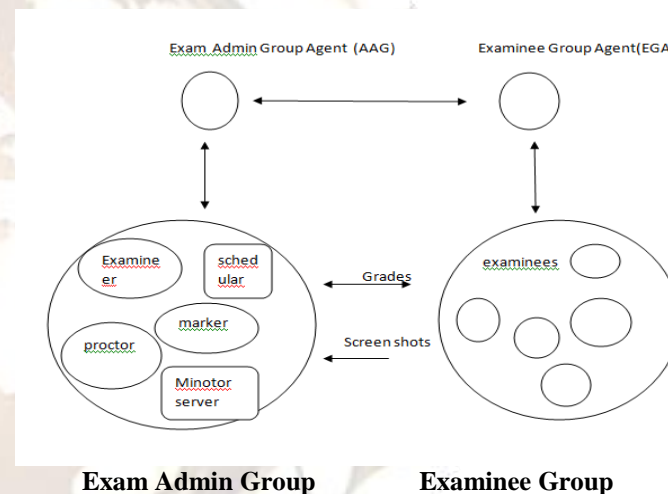 Exam Admin Group Agent (AAG) Examinee Group Agent(EGA
Examine
er
sched
ular
examinees
Grades
marker
proctor
Screen shots
Minotor
server
Exam Admin Group Examinee Group